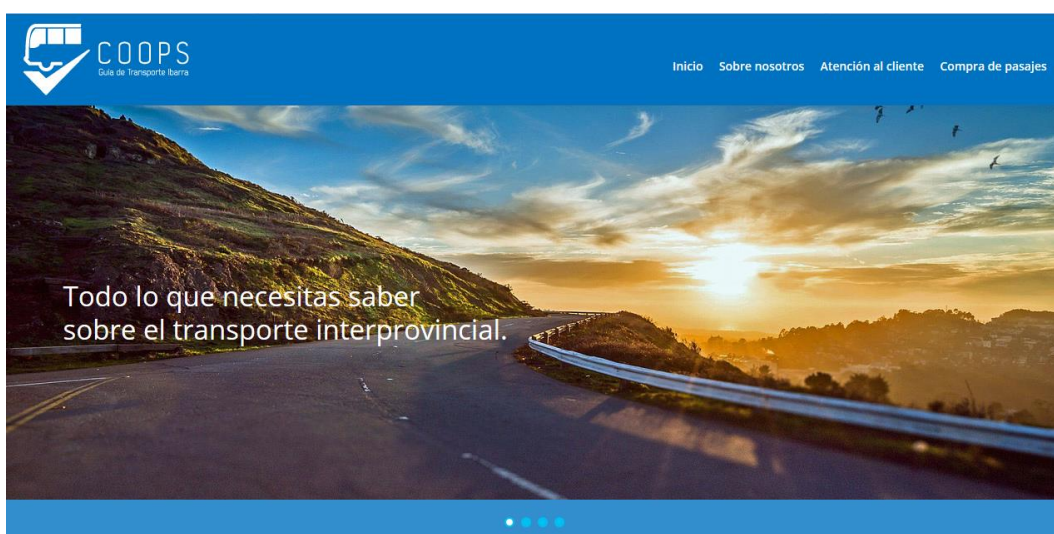 COOPS
Guía de Transporte Ibarra
Inicio Sobre nosotros Atención al cliente Compra de pasajes
Todo lo que necesitas saber
sobre el transporte interprovincial.